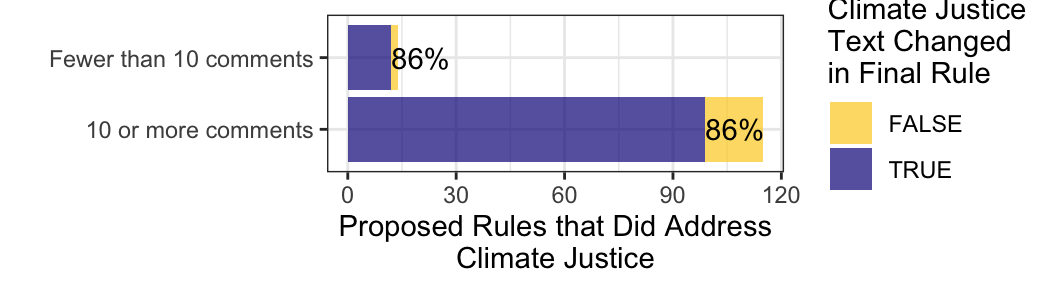 Climate Justice
Text Changed
in Final Rule
FALSE
TRUE
Fewer than 10 comments
86%
10 or more comments
86%
0 30 60 90 120
Proposed Rules that Did Address
Climate Justice